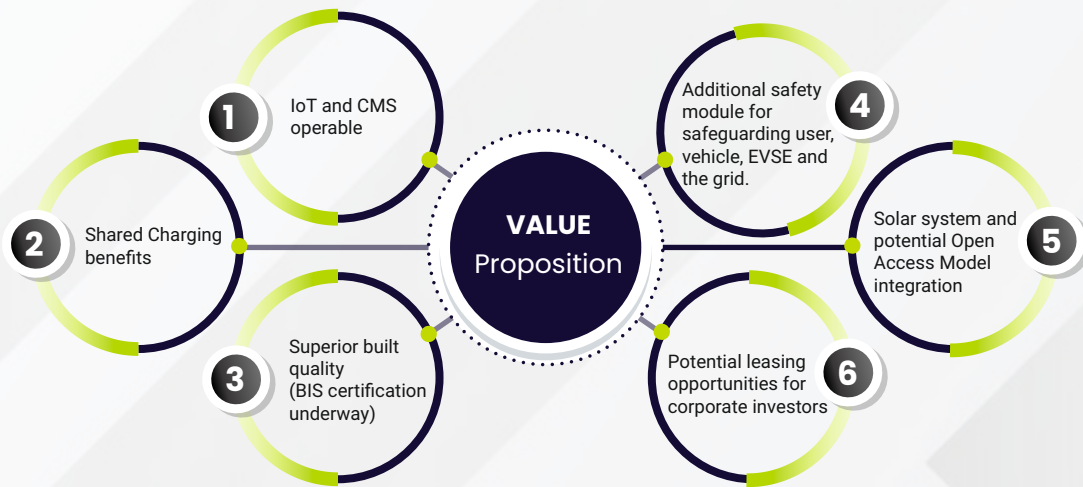 1
IoT and CMS
operable
2
Shared Charging
benefits
3
Superior built
quality
(BIS certification
underway)
VALUE
Proposition
4
Additional safety
module for
safeguarding user,
vehicle, EVSE and
the grid.
5
Solar system and
potential Open
Access Model
integration
6
Potential leasing
opportunities for
corporate investors